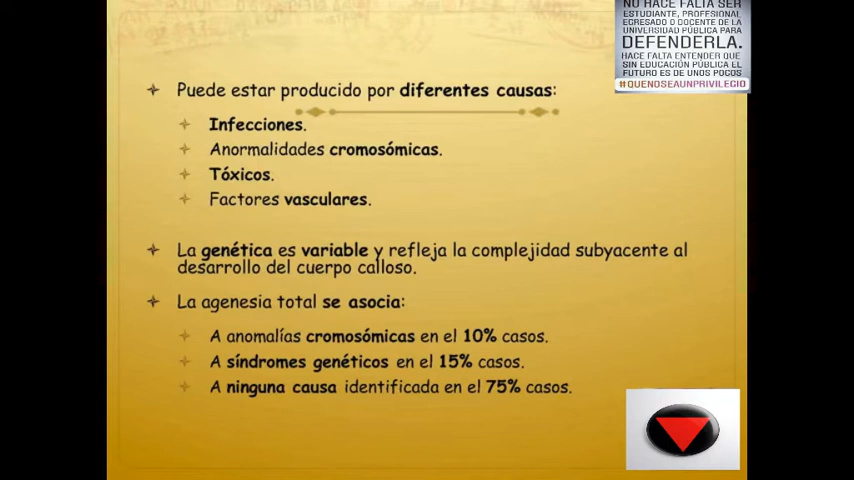 NO HACE FALTA SER
ESTUDIANTE, PROFESIONAL
EGRESADO O DOCENTE DE LA
UNIVERSIDAD PÚBLICA PARA
DEFENDERLA.
HACE FALTA ENTENDER QUE
SIN EDUCACIÓN PÚBLICA EL
FUTURO ES DE UNOS POCOS
#QUENOSEAUNPRIVILEGIO
Puede estar producido por diferentes causas:
Infecciones.
Anormalidades cromosómicas.
Tóxicos.
Factores vasculares.
La genética es variable y refleja la complejidad subyacente al
desarrollo del cuerpo calloso.
La agenesia total se asocia:
A anomalías cromosómicas en el 10% casos.
A síndromes genéticos en el 15% casos.
A ninguna causa identificada en el 75% casos.